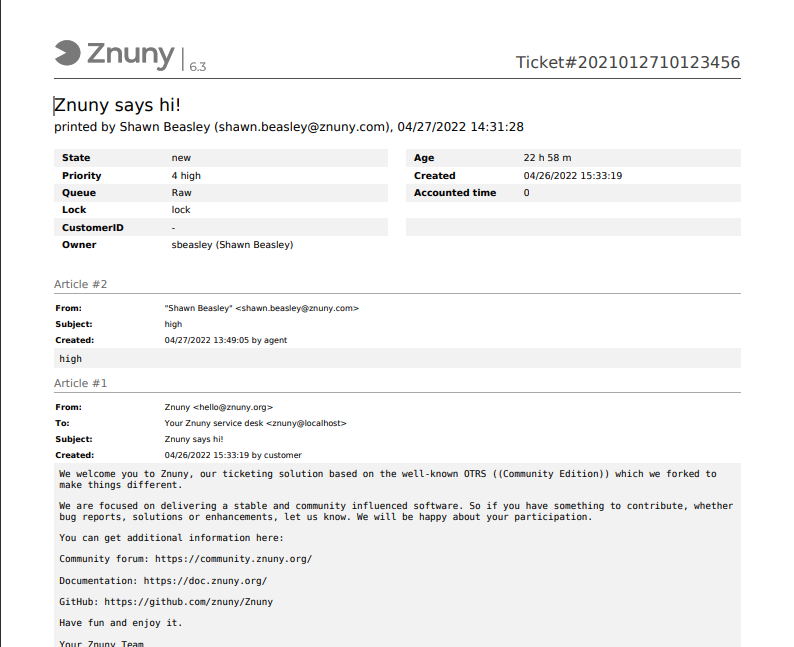 Znuny 6.3
Ticket#2021012710123456
Znuny says hi!
printed by Shawn Beasley (shawn.beasley@znuny.com), 04/27/2022 14:31:28
State new
Priority 4 high
Queue Raw
Lock lock
CustomerID -
Owner sbeasley (Shawn Beasley)
Age 22 h 58 m
Created 04/26/2022 15:33:19
Accounted time 0
Article #2
From: "Shawn Beasley" <shawn.beasley@znuny.com>
Subject: high
Created: 04/27/2022 13:49:05 by agent
high
Article #1
From: Znuny <hello@znuny.org>
To: Your Znuny service desk <znuny@localhost>
Subject: Znuny says hi!
Created: 04/26/2022 15:33:19 by customer
We welcome you to Znuny, our ticketing solution based on the well-known OTRS ((Community Edition)) which we forked to
make things different.
We are focused on delivering a stable and community influenced software. So if you have something to contribute, whether
bug reports, solutions or enhancements, let us know. We will be happy about your participation.
You can get additional information here:
Community forum: https://community.znuny.org/
Documentation: https://doc.znuny.org/
GitHub: https://github.com/znuny/Znuny
Have fun and enjoy it.
Your Znuny Team